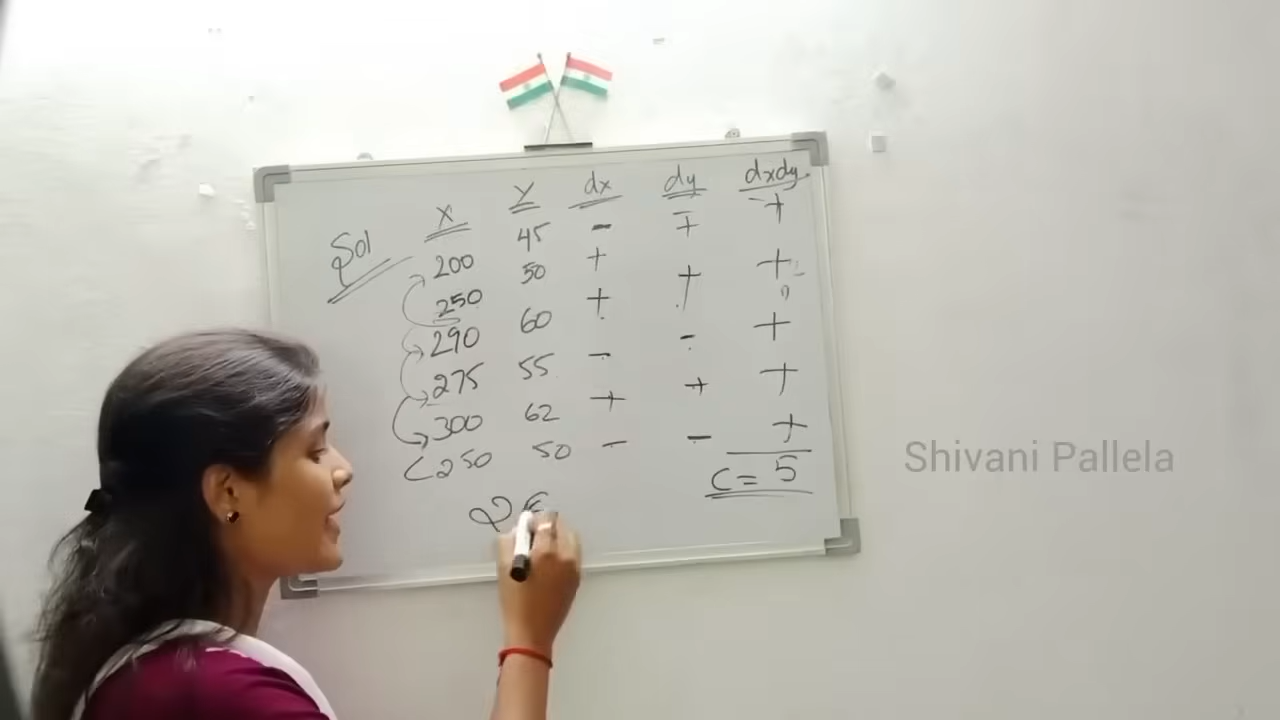 X Y dx dy dxdy
Sol
200 45 - + +
250 50 + + +
290 60 + - +
275 55 - + +
300 62 + - +
250 50 -
C = 5
Shivani Pallela